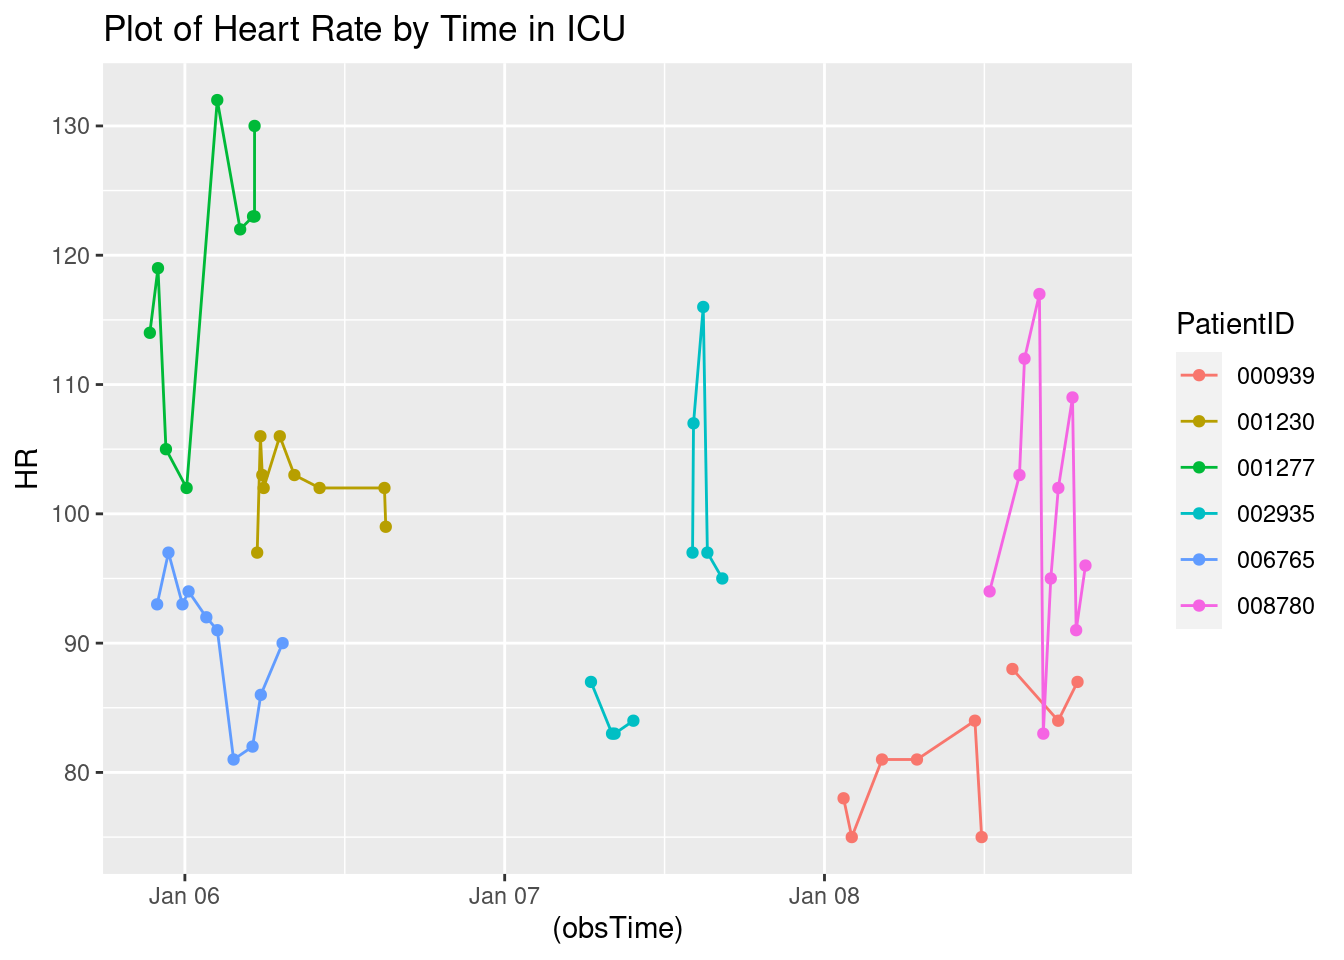 Plot of Heart Rate by Time in ICU
130
120
110
100
90
80
HR
Jan 06
Jan 07
Jan 08
(obsTime)
PatientID
000939
001230
001277
002935
006765
008780